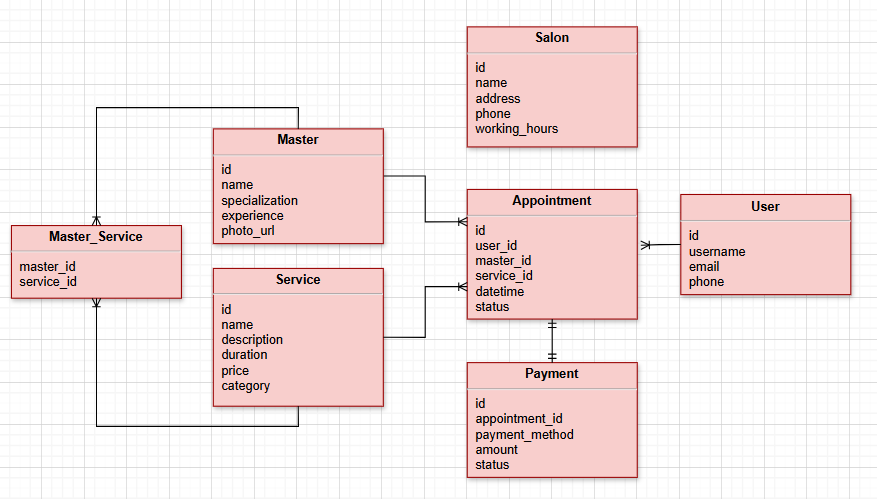 Salon
id
name
address
phone
working_hours
Master
id
name
specialization
experience
photo_url
Appointment
id
user_id
master_id
service_id
datetime
status
User
id
username
email
phone
Master_Service
master_id
service_id
Service
id
name
description
duration
price
category
Payment
id
appointment_id
payment_method
amount
status